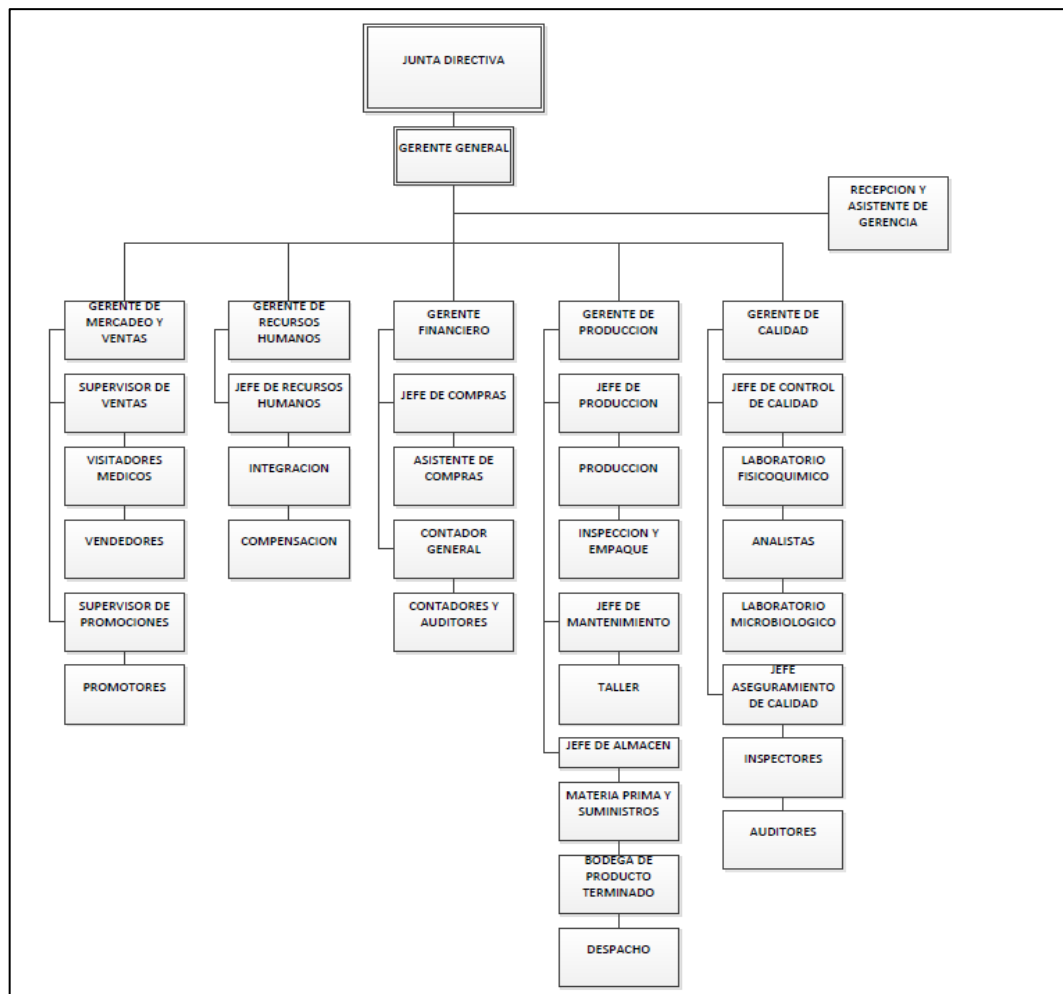 JUNTA DIRECTIVA
GERENTE GENERAL
RECEPCION Y
ASISTENTE DE
GERENCIA
GERENTE DE
MERCADEO Y
VENTAS
SUPERVISOR DE
VENTAS
VISITADORES
MEDICOS
VENDEDORES
SUPERVISOR DE
PROMOCIONES
PROMOTORES
GERENTE DE
RECURSOS
HUMANOS
JEFE DE RECURSOS
HUMANOS
INTEGRACION
COMPENSACION
GERENTE
FINANCIERO
JEFE DE COMPRAS
ASISTENTE DE
COMPRAS
CONTADOR
GENERAL
CONTADORES Y
AUDITORES
GERENTE DE
PRODUCCION
JEFE DE
PRODUCCION
PRODUCCION
INSPECCION Y
EMPAQUE
JEFE DE
MANTENIMIENTO
TALLER
JEFE DE ALMACEN
MATERIA PRIMA Y
SUMINISTROS
BODEGA DE
PRODUCTO
TERMINADO
DESPACHO
GERENTE DE
CALIDAD
JEFE DE CONTROL
DE CALIDAD
LABORATORIO
FISICOQUIMICO
ANALISTAS
LABORATORIO
MICROBIOLOGICO
JEFE
ASEGURAMIENTO
DE CALIDAD
INSPECTORES
AUDITORES